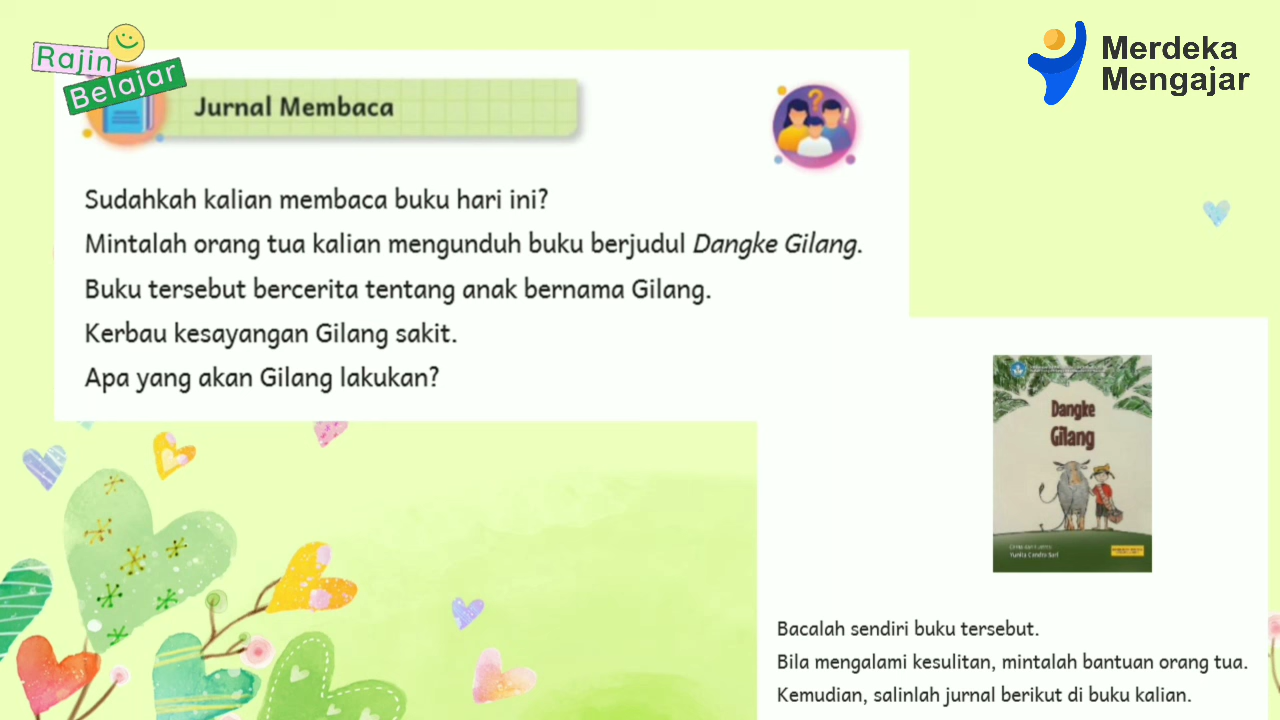 Rajin
Belajar
Merdeka
Mengajar
Jurnal Membaca
Sudahkah kalian membaca buku hari ini?
Mintalah orang tua kalian mengunduh buku berjudul Dangke Gilang.
Buku tersebut bercerita tentang anak bernama Gilang.
Kerbau kesayangan Gilang sakit.
Apa yang akan Gilang lakukan?
Dangke
Gilang
Bacalah sendiri buku tersebut.
Bila mengalami kesulitan, mintalah bantuan orang tua.
Kemudian, salinlah jurnal berikut di buku kalian.